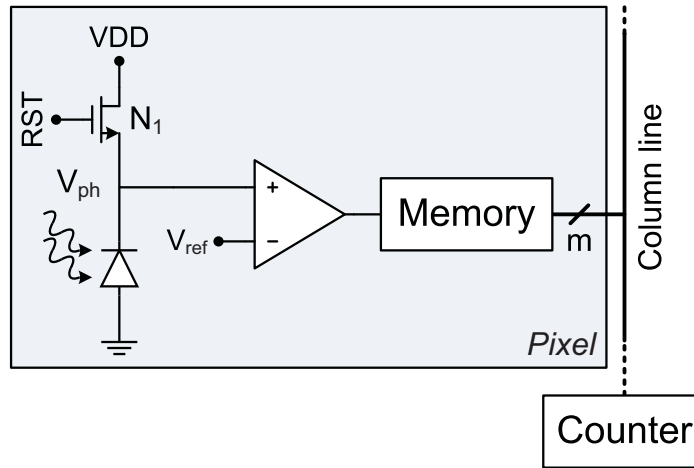 VDD
RST
N1
Vph
+
Vref
−
Memory
m
Column line
Pixel
Counter